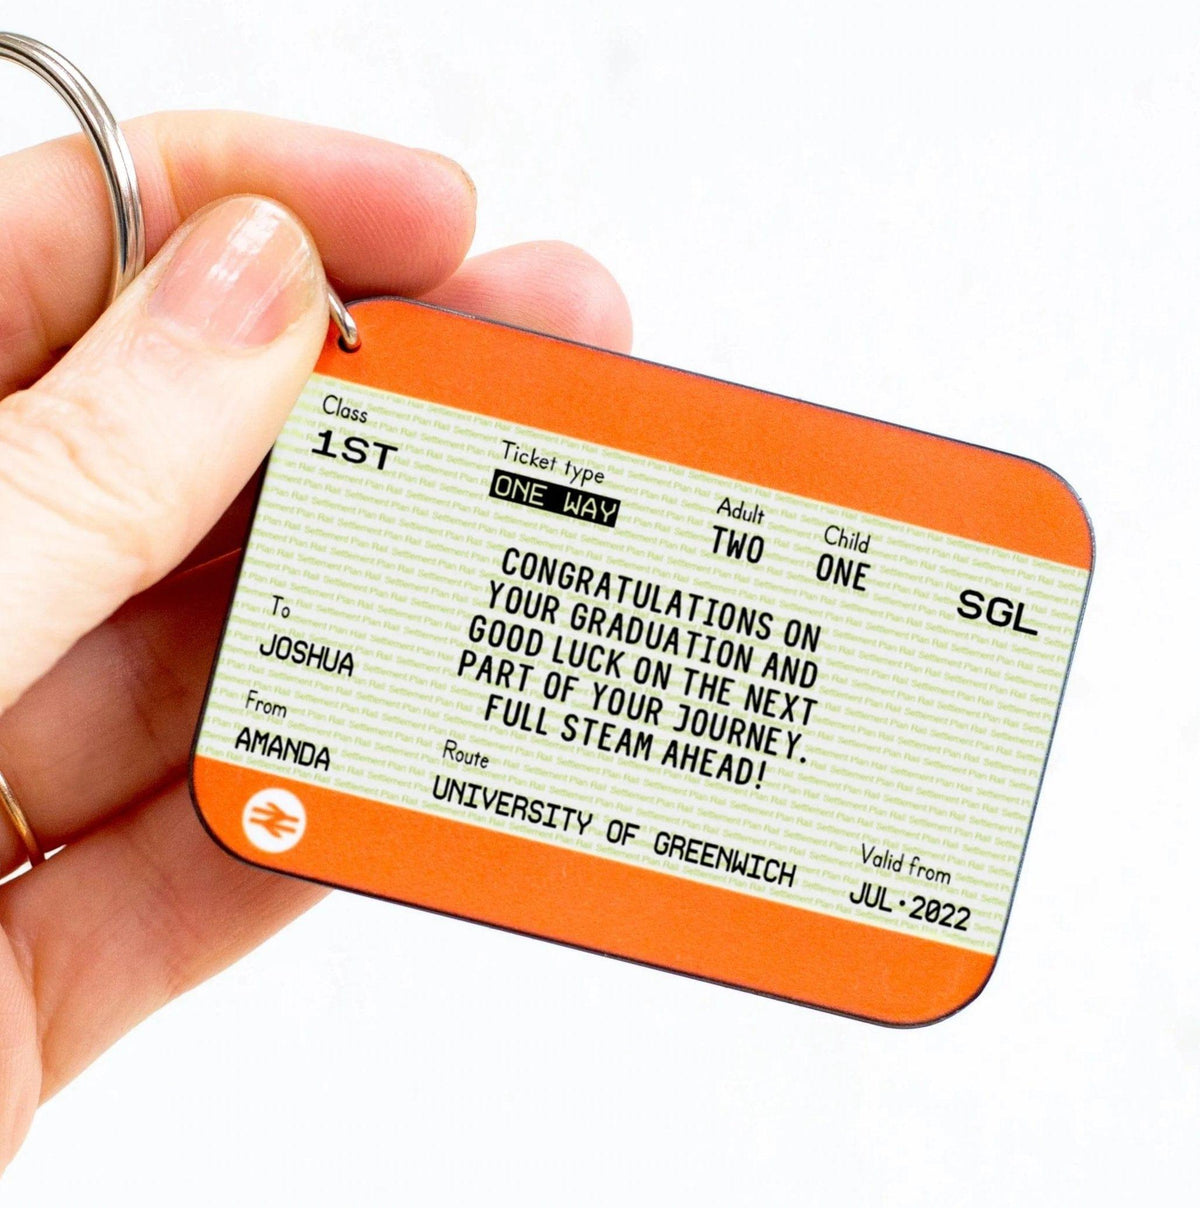 Class
1ST
Ticket type
ONE WAY
Adult
TWO
Child
ONE
SGL
CONGRATULATIONS ON
YOUR GRADUATION AND
GOOD LUCK ON THE NEXT
PART OF YOUR JOURNEY.
FULL STEAM AHEAD!
To
JOSHUA
From
AMANDA
Route
UNIVERSITY OF GREENWICH
Valid from
JUL·2022